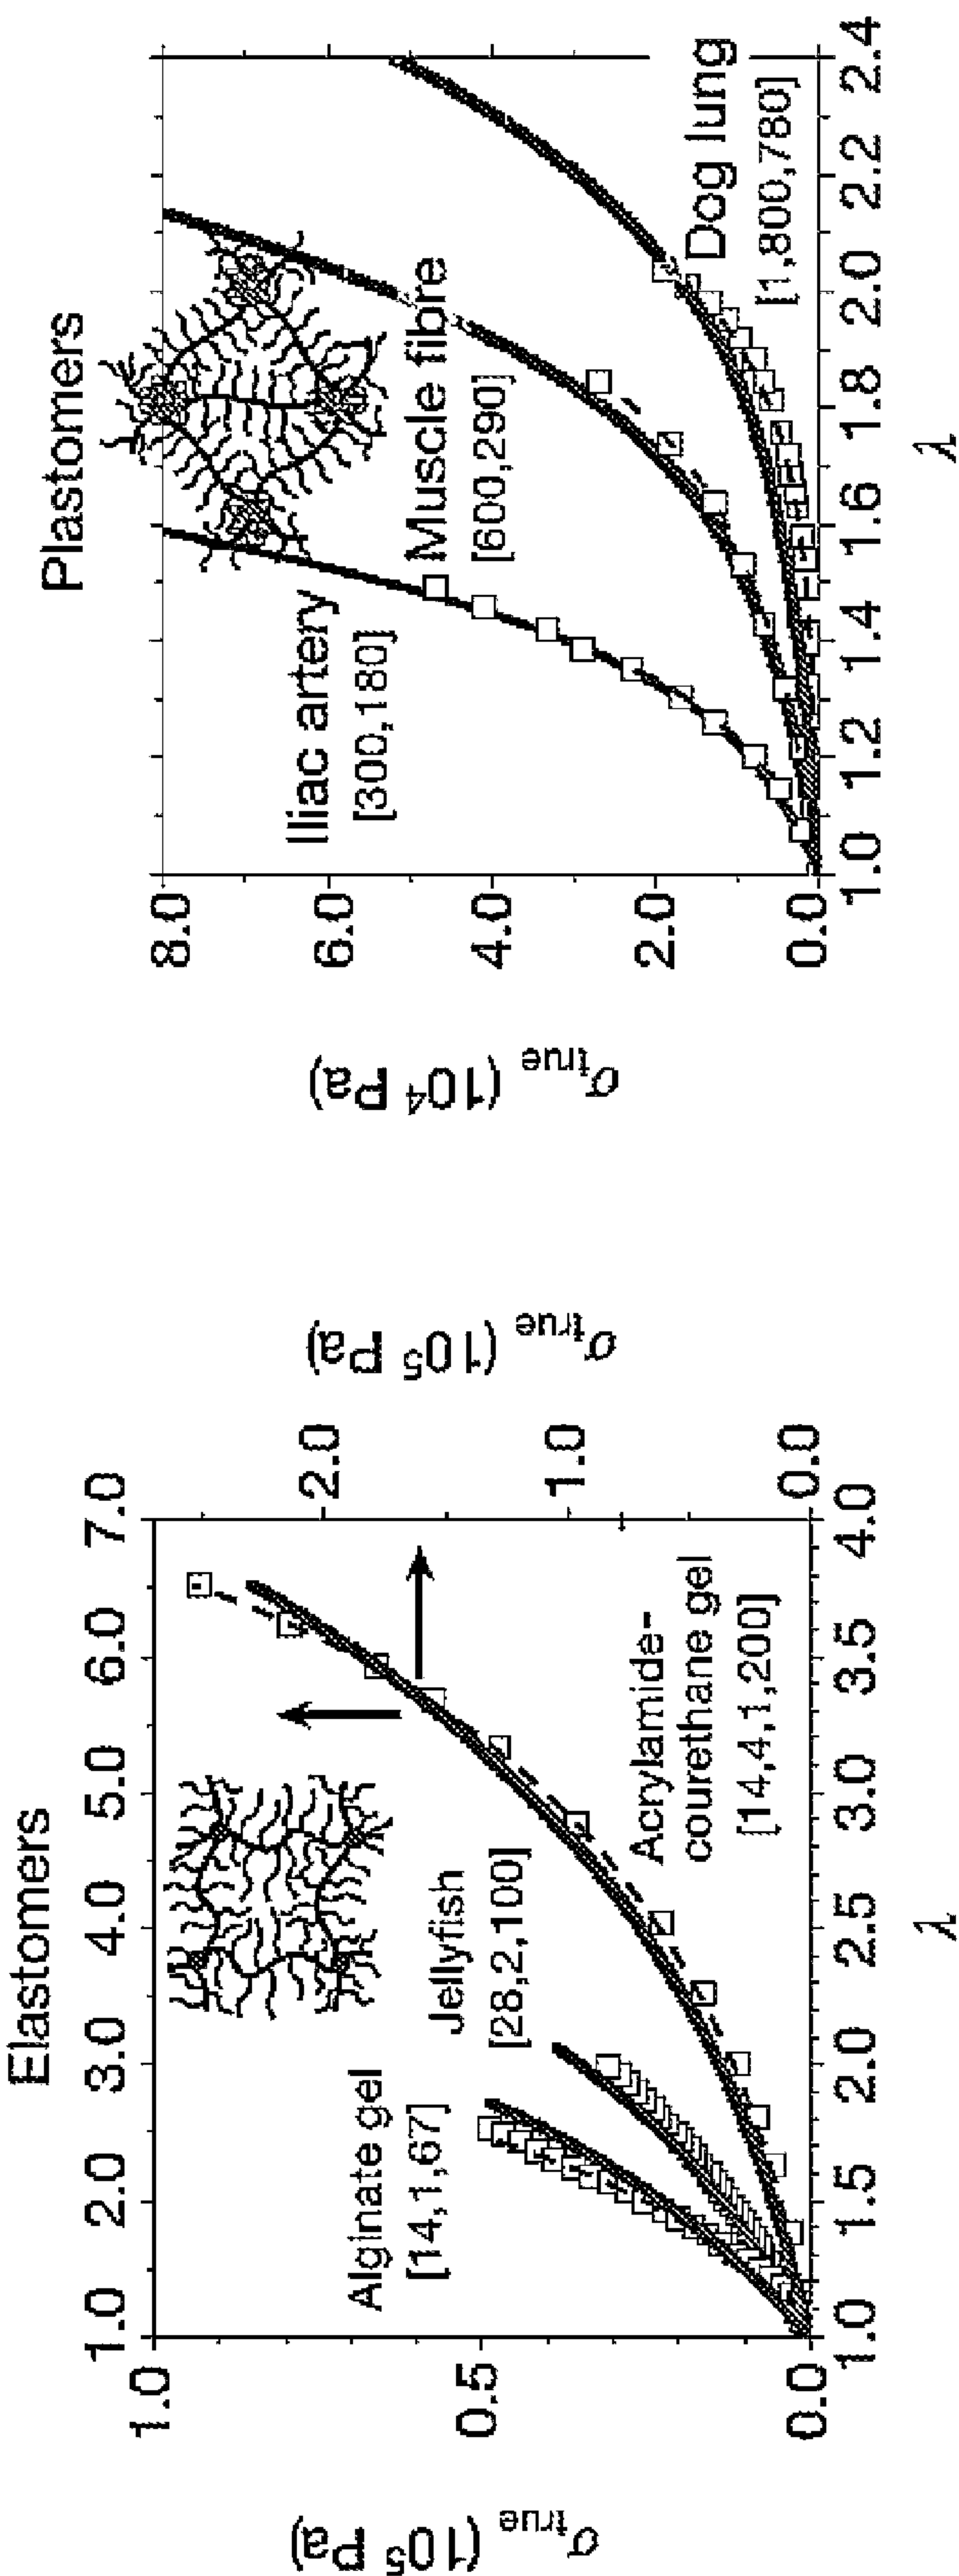 Elastomers
1.0 2.0 3.0 4.0 5.0 6.0 7.0
σtrue (10⁵ Pa)
1.0
0.5
0.0
Alginate gel
[14,1,67]
Jellyfish
[28,2,100]
Acrylamide-
courethane gel
[14,4,1,200]
2.0
1.0
0.0
σtrue (10⁵ Pa)
1.0 1.5 2.0 2.5 3.0 3.5 4.0
λ
Plastomers
σtrue (10⁴ Pa)
8.0
6.0
4.0
2.0
0.0
Iliac artery
[300,180]
Muscle fibre
[600,290]
Dog lung
[1,800,780]
1.0 1.2 1.4 1.6 1.8 2.0 2.2 2.4
λ